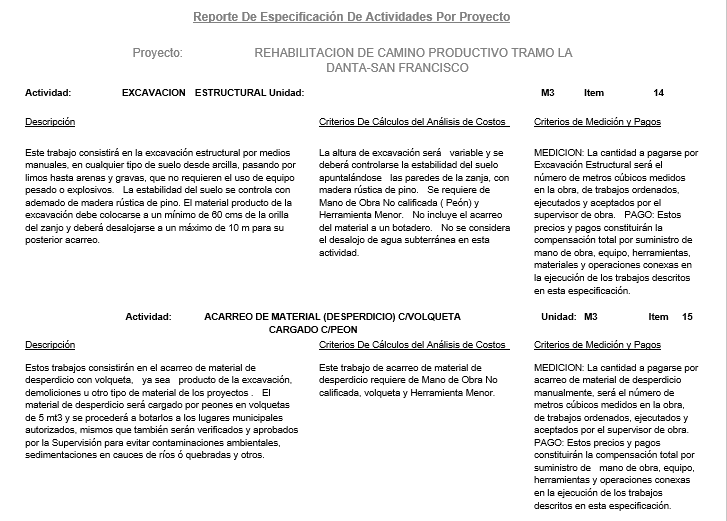 Reporte De Especificación De Actividades Por Proyecto
Proyecto: REHABILITACION DE CAMINO PRODUCTIVO TRAMO LA
DANTA-SAN FRANCISCO
Actividad: EXCAVACION ESTRUCTURAL Unidad: M3 Item 14
Descripción
Este trabajo consistirá en la excavación estructural por medios
manuales, en cualquier tipo de suelo desde arcilla, pasando por
limos hasta arenas y gravas, que no requieren el uso de equipo
pesado o explosivos. La estabilidad del suelo se controla con
ademado de madera rústica de pino. El material producto de la
excavación debe colocarse a un mínimo de 60 cms de la orilla
del zanjo y deberá desalojarse a un máximo de 10 m para su
posterior acarreo.
Criterios De Cálculos del Análisis de Costos
La altura de excavación será variable y se
deberá controlarse la estabilidad del suelo
apuntalándose las paredes de la zanja, con
madera rústica de pino. Se requiere de
Mano de Obra No calificada ( Peón) y
Herramienta Menor. No incluye el acarreo
del material a un botadero. No se considera
el desalojo de agua subterránea en esta
actividad.
Criterios de Medición y Pagos
MEDICION: La cantidad a pagarse por
Excavación Estructural será el
número de metros cúbicos medidos
en la obra, de trabajos ordenados,
ejecutados y aceptados por el
supervisor de obra. PAGO: Estos
precios y pagos constituirán la
compensación total por suministro de
mano de obra, equipo, herramientas,
materiales y operaciones conexas en
la ejecución de los trabajos descritos
en esta especificación.
Actividad: ACARREO DE MATERIAL (DESPERDICIO) C/VOLQUETA
CARGADO C/PEON
Unidad: M3 Item 15
Descripción
Estos trabajos consistirán en el acarreo de material de
desperdicio con volqueta, ya sea producto de la excavación,
demoliciones u otro tipo de material de los proyectos . El
material de desperdicio será cargado por peones en volquetas
de 5 mt3 y se procederá a botarlos a los lugares municipales
autorizados, mismos que también serán verificados y aprobados
por la Supervisión para evitar contaminaciones ambientales,
sedimentaciones en cauces de ríos ó quebradas y otros.
Criterios De Cálculos del Análisis de Costos
Este trabajo de acarreo de material de
desperdicio requiere de Mano de Obra No
calificada, volqueta y Herramienta Menor.
Criterios de Medición y Pagos
MEDICION: La cantidad a pagarse por
acarreo de material de desperdicio
manualmente, será el número de
metros cúbicos medidos en la obra,
de trabajos ordenados, ejecutados y
aceptados por el supervisor de obra.
PAGO: Estos precios y pagos
constituirán la compensación total por
suministro de mano de obra, equipo,
herramientas y operaciones conexas
en la ejecución de los trabajos
descritos en esta especificación.